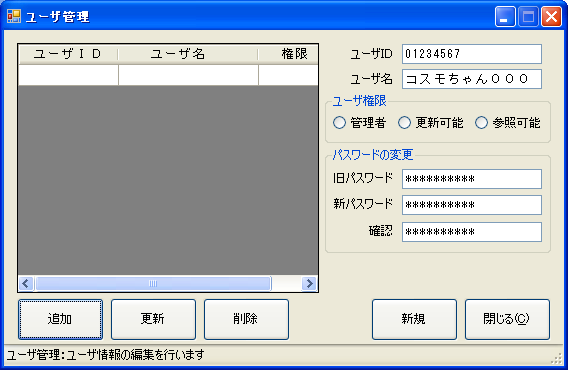 ユーザ管理
ユーザＩＤ ユーザ名 権限
ユーザID 01234567
ユーザ名 コスモちゃん０００
ユーザ権限
管理者 更新可能 参照可能
パスワードの変更
旧パスワード **********
新パスワード **********
確認 **********
追加 更新 削除 新規 閉じる(C)
ユーザ管理：ユーザ情報の編集を行います